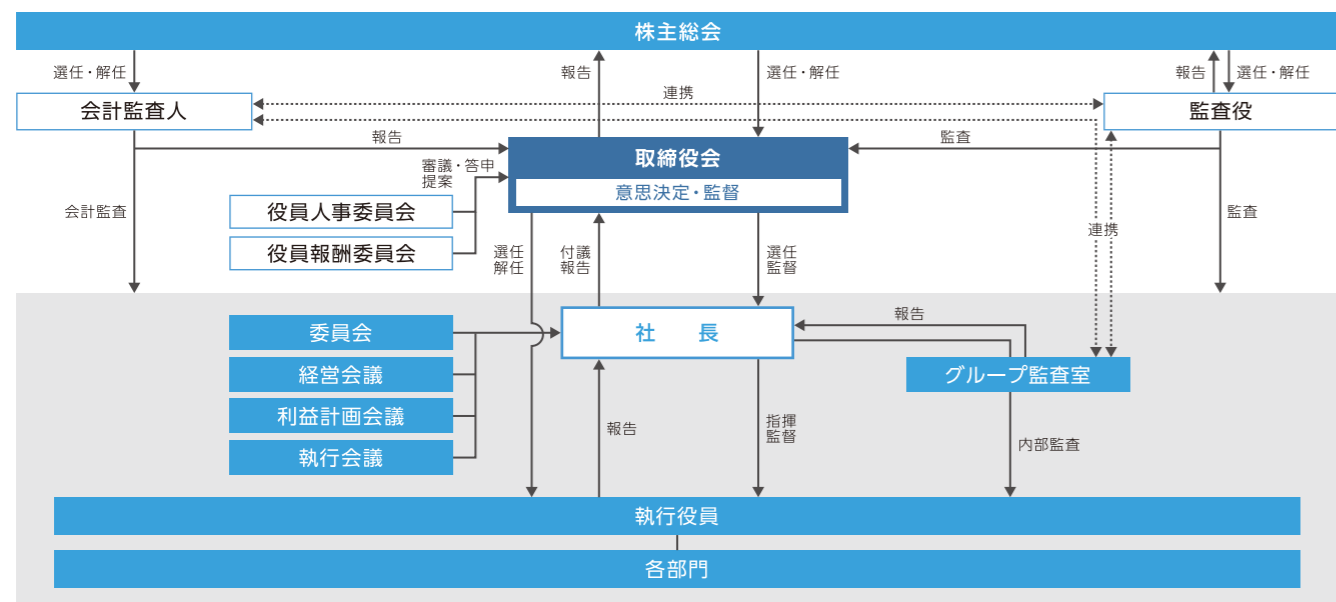 株主総会
選任・解任
報告
選任・解任
報告
選任・解任
連携
会計監査人
監査役
報告
監査
取締役会
意思決定・監督
審議・答申
提案
役員人事委員会
役員報酬委員会
会計監査
監査
連携
選任
解任
付議
報告
選任
監督
委員会
経営会議
利益計画会議
執行会議
社　長
報告
グループ監査室
報告
指揮
監督
内部監査
執行役員
各部門